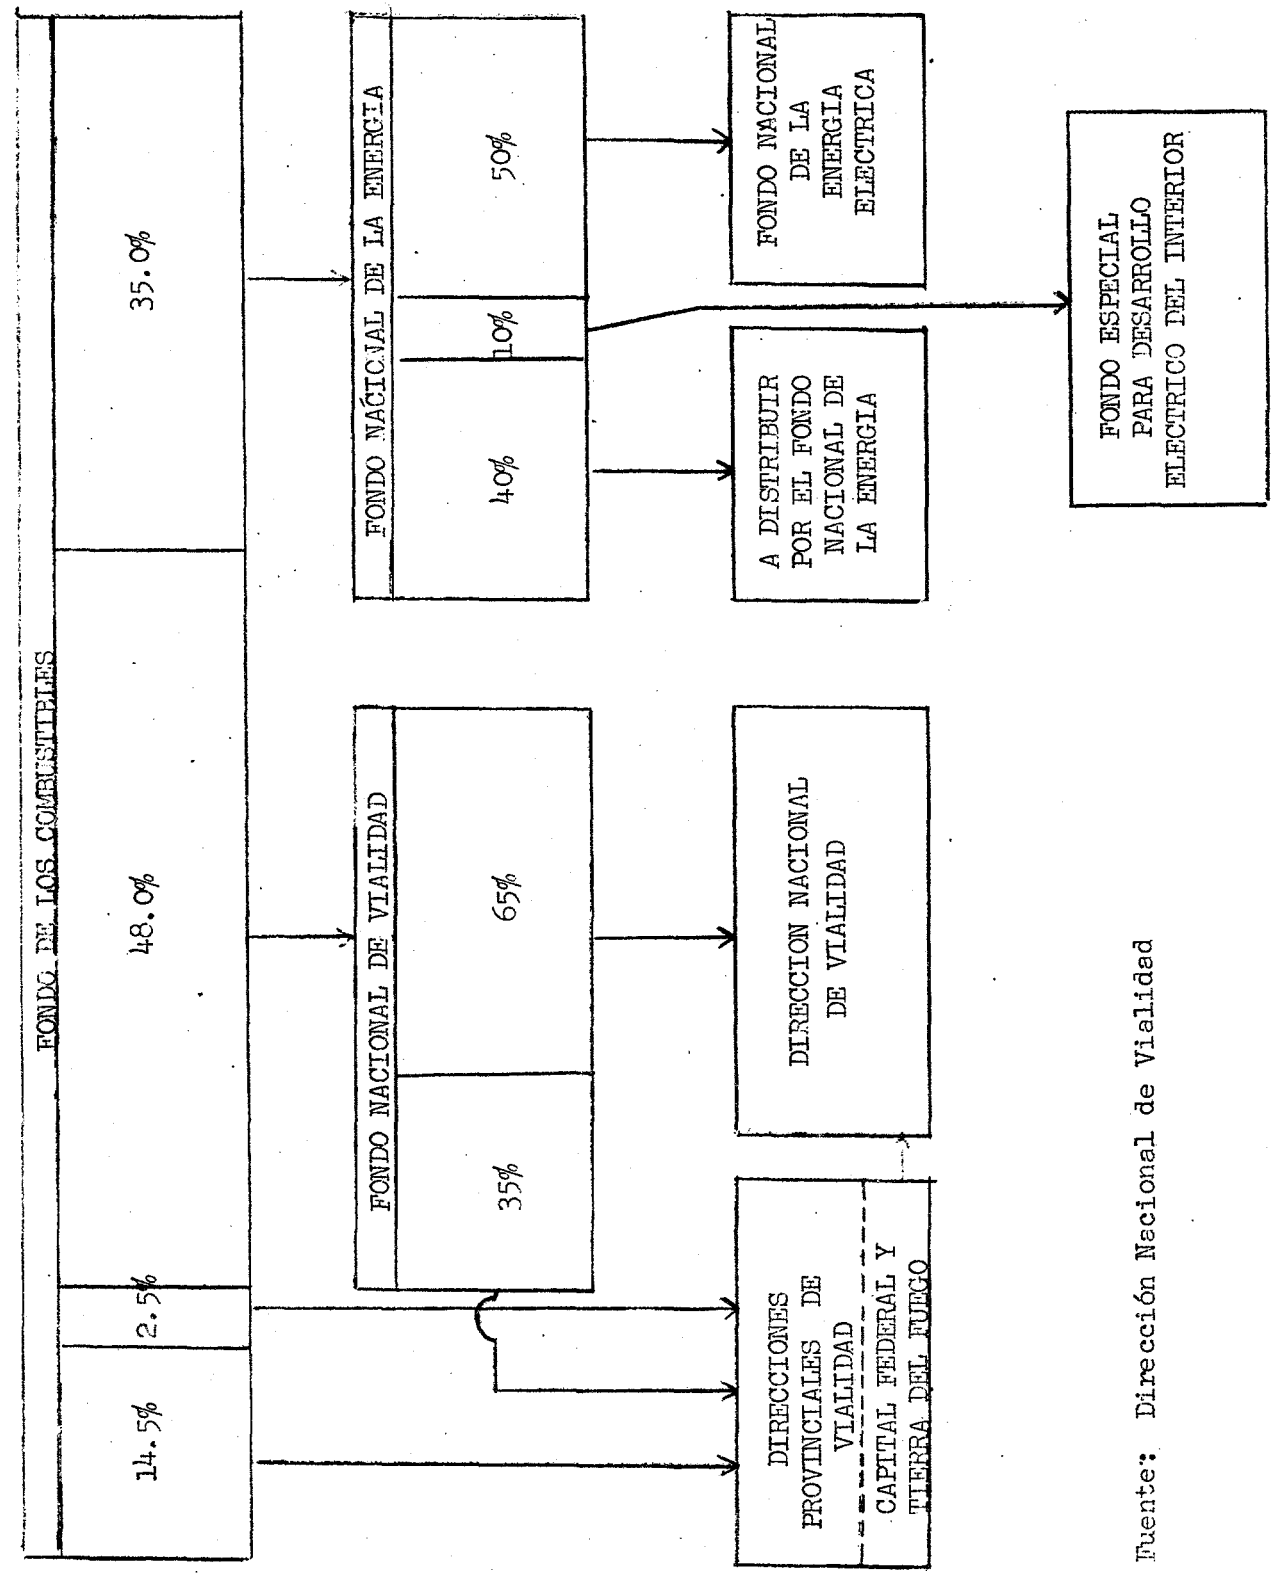 FONDO DE LOS COMBUSTIBLES
14.5%
2.5%
48.0%
35.0%
FONDO NACIONAL DE VIALIDAD
35%
65%
FONDO NACIONAL DE LA ENERGIA
40%
10%
50%
DIRECCIONES
PROVINCIALES DE
VIALIDAD
CAPITAL FEDERAL Y
TIERRA DEL FUEGO
DIRECCION NACIONAL
DE VIALIDAD
A DISTRIBUIR
POR EL FONDO
NACIONAL DE
LA ENERGIA
FONDO NACIONAL
DE LA
ENERGIA
ELECTRICA
FONDO ESPECIAL
PARA DESARROLLO
ELECTRICO DEL INTERIOR
Fuente: Dirección Nacional de Vialidad